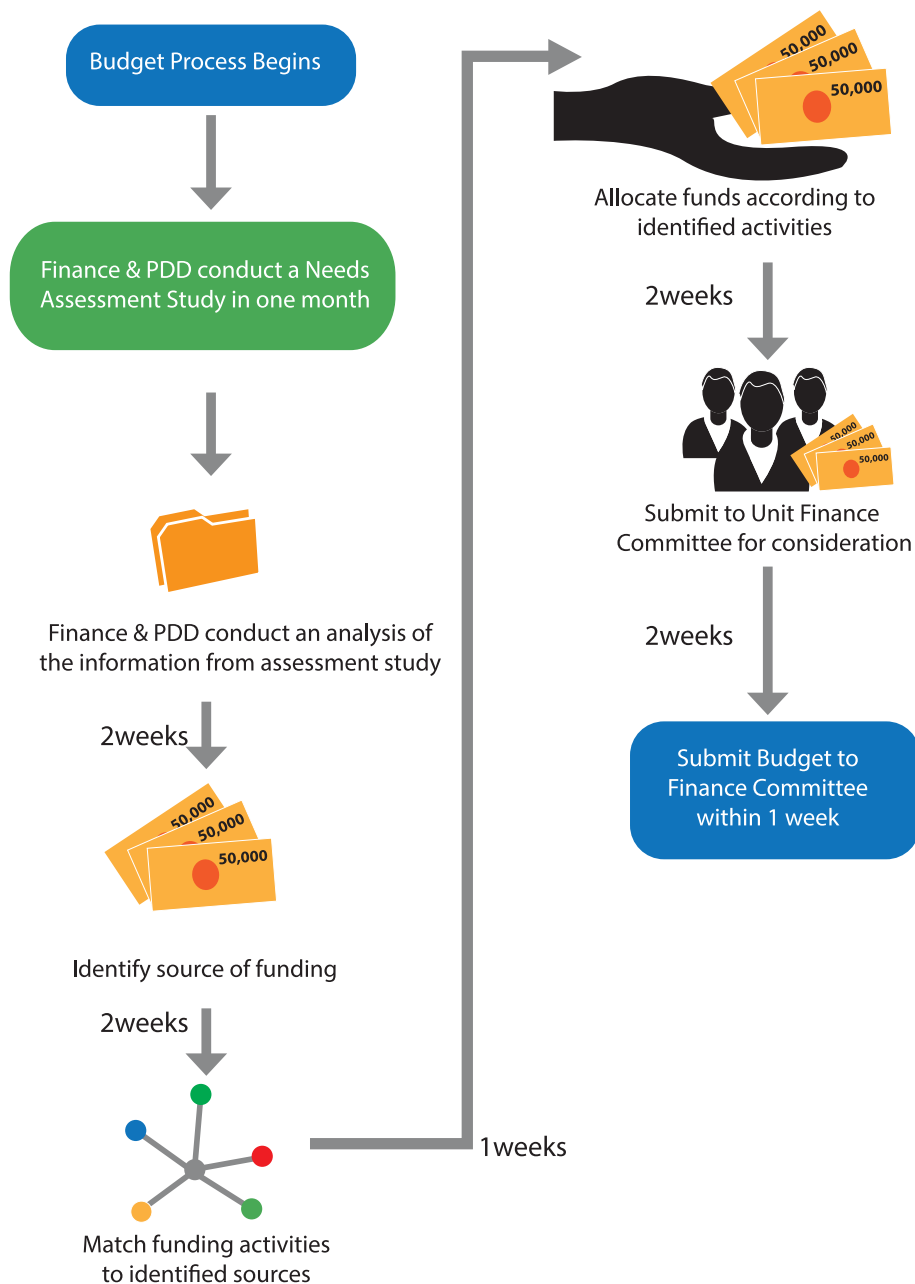 Budget Process Begins
Finance & PDD conduct a Needs
Assessment Study in one month
Finance & PDD conduct an analysis of
the information from assessment study
2weeks
50,000
50,000
50,000
Identify source of funding
2weeks
Match funding activities
to identified sources
1weeks
50,000
50,000
50,000
Allocate funds according to
identified activities
2weeks
50,000
50,000
50,000
Submit to Unit Finance
Committee for consideration
2weeks
Submit Budget to
Finance Committee
within 1 week